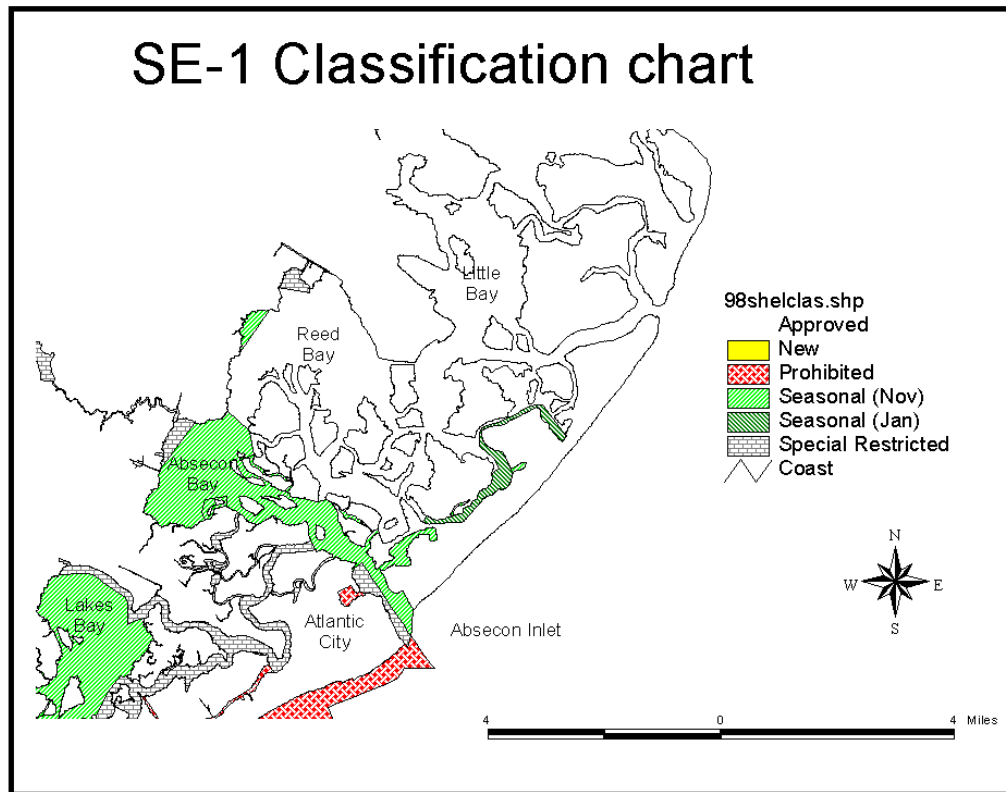 SE-1 Classification chart
Little
Bay
Reed
Bay
98shelclas.shp
Approved
New
Prohibited
Seasonal (Nov)
Seasonal (Jan)
Special Restricted
Coast
Absecon
Bay
N
W
E
S
Lakes
Bay
Atlantic
City
Absecon Inlet
4 0 4 Miles